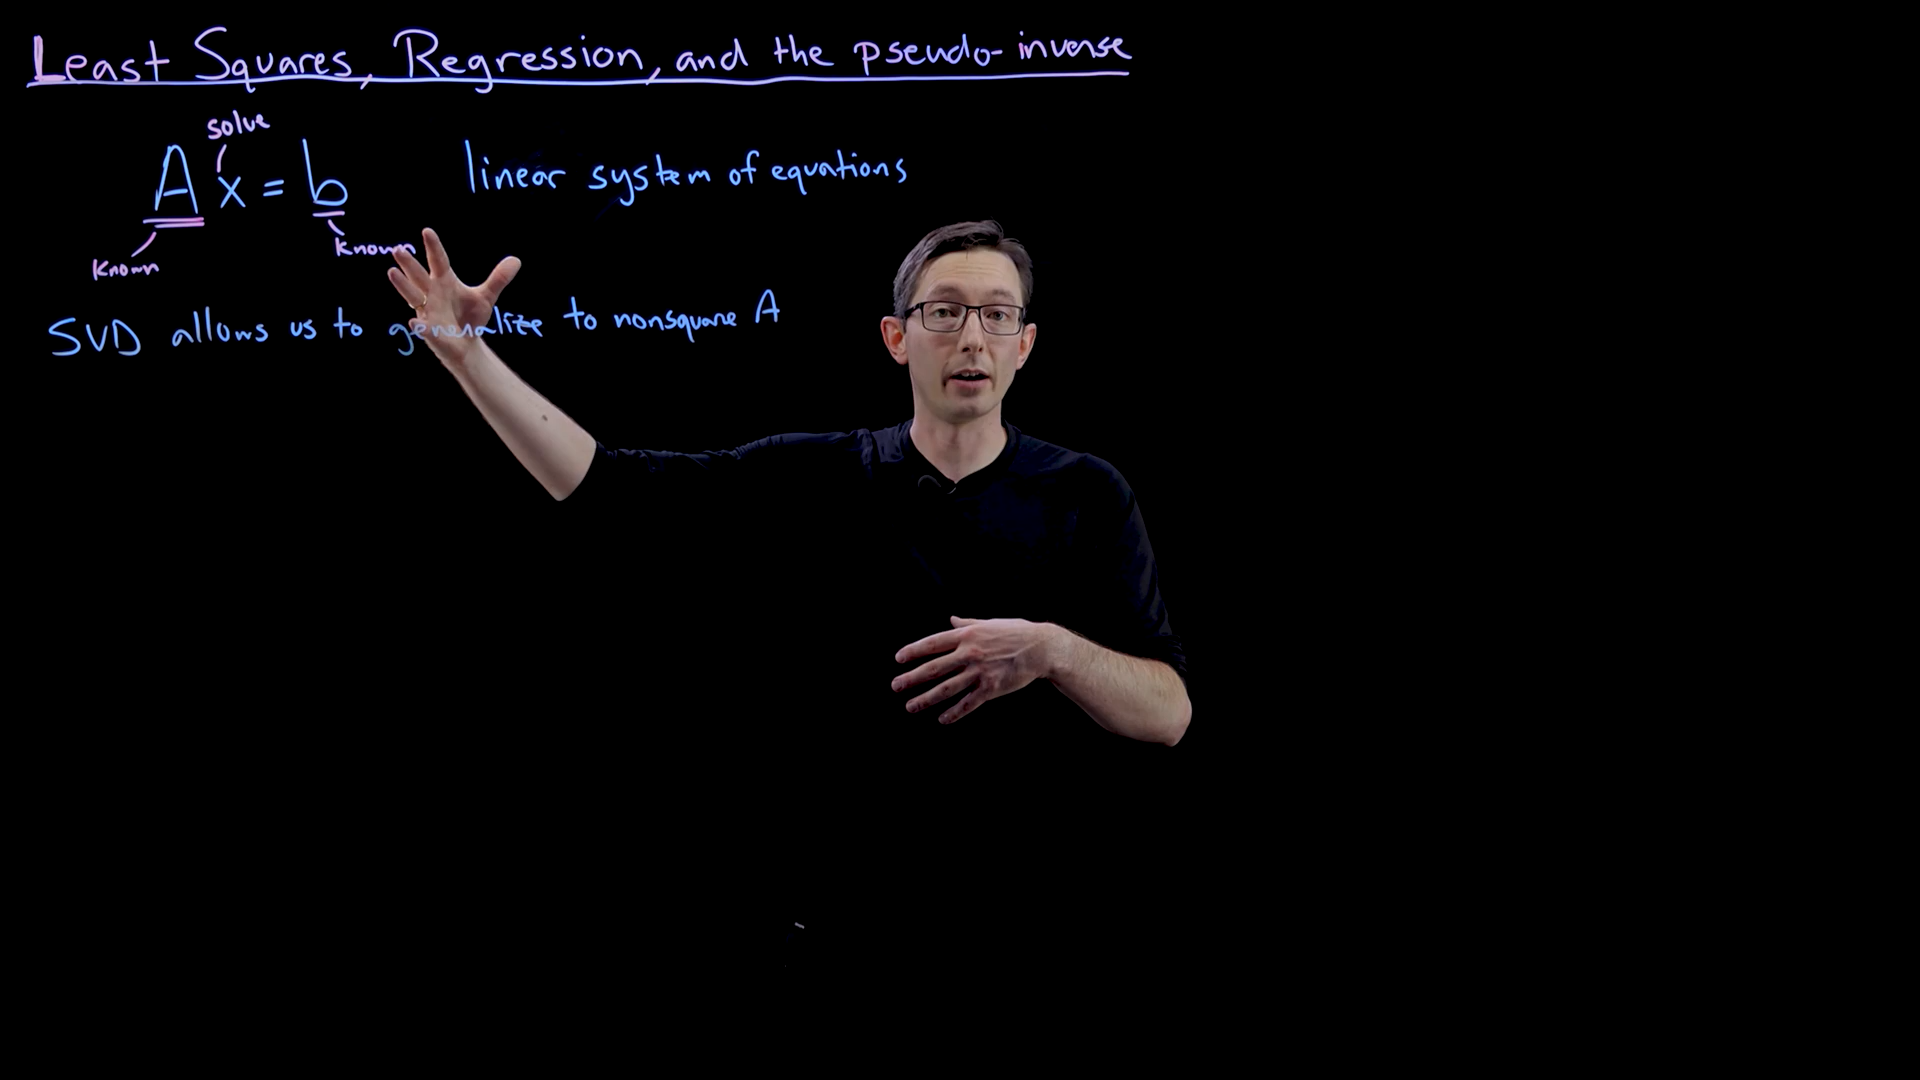 Least Squares, Regression, and the pseudo-inverse
solve
A x = b
linear system of equations
Known
Known
SVD allows us to generalize to nonsquare A